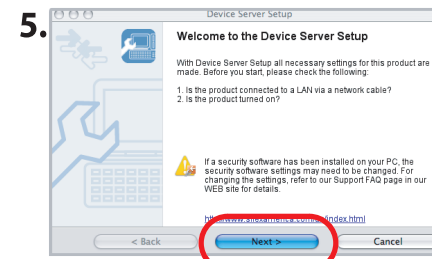 5.
Device Server Setup
Welcome to the Device Server Setup
With Device Server Setup all necessary settings for this product are
made. Before you start, please check the following:
1. Is the product connected to a LAN via a network cable?
2. Is the product turned on?
If a security software has been installed on your PC, the
security software settings may need to be changed. For
changing the settings, refer to our Support FAQ page in our
WEB site for details.
index.html
< Back
Next >
Cancel